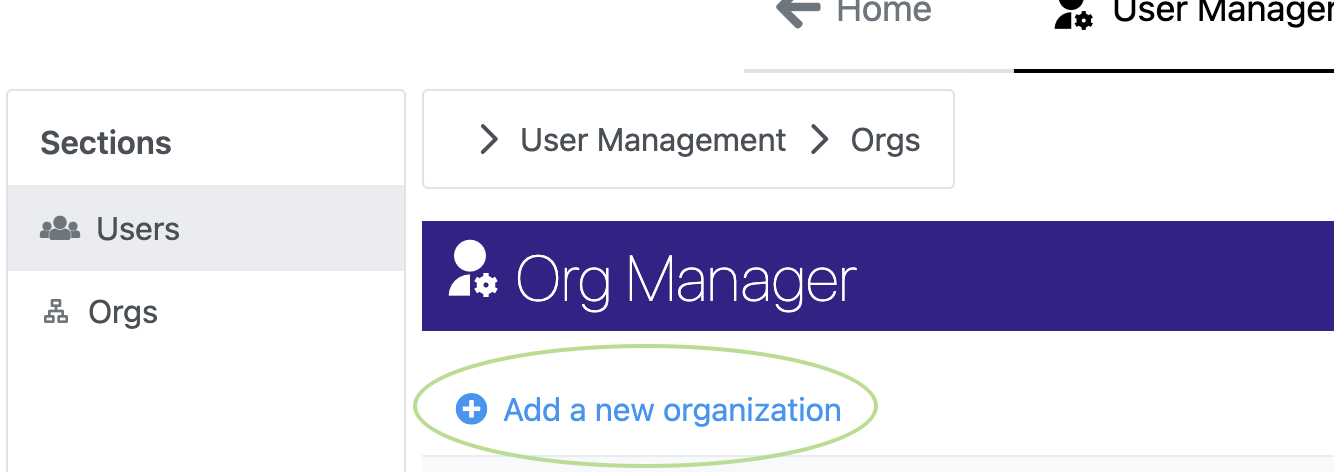 Home
User Manager
Sections
Users
Orgs
User Management
Orgs
Org Manager
Add a new organization